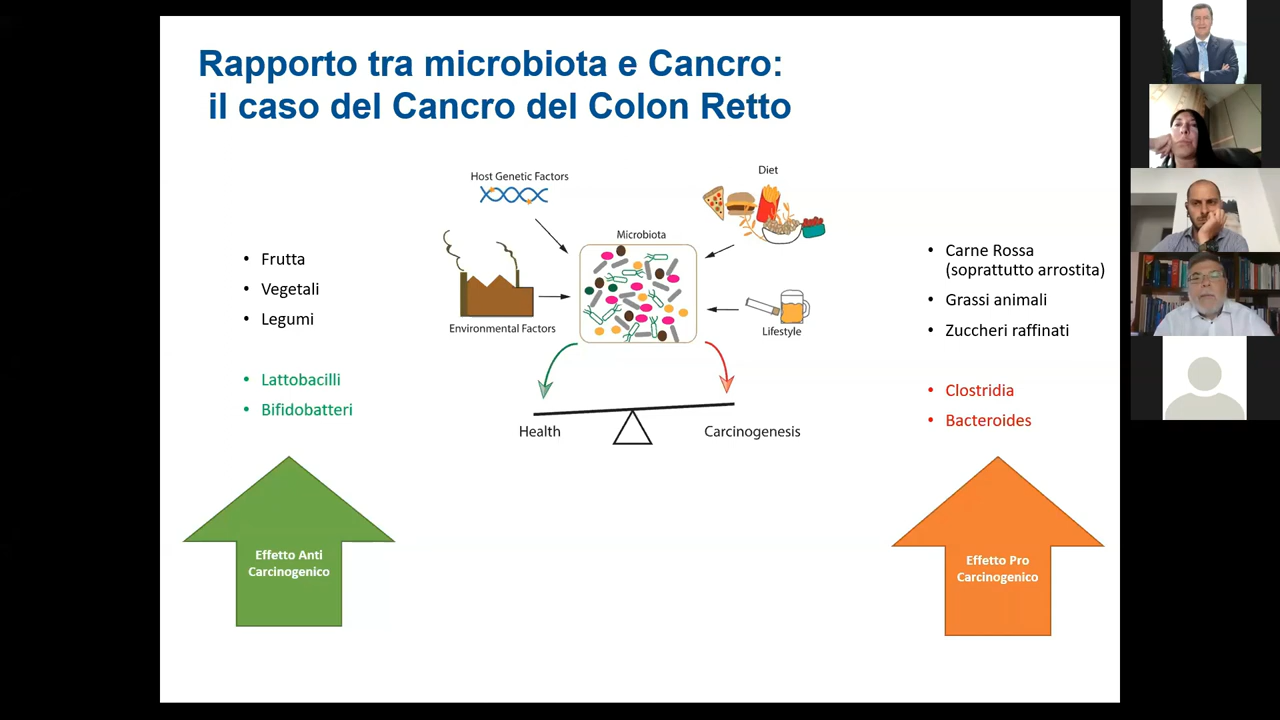 Rapporto tra microbiota e Cancro:
il caso del Cancro del Colon Retto
Host Genetic Factors
Diet
Microbiota
Environmental Factors
Lifestyle
Health
Carcinogenesis
• Frutta
• Vegetali
• Legumi
• Lattobacilli
• Bifidobatteri
Effetto Anti
Carcinogenico
• Carne Rossa
(soprattutto arrostita)
• Grassi animali
• Zuccheri raffinati
• Clostridia
• Bacteroides
Effetto Pro
Carcinogenico